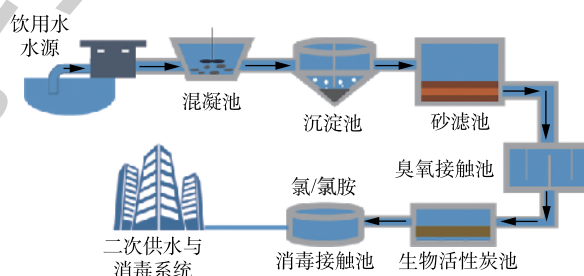 饮用水
水源
混凝池
沉淀池
砂滤池
臭氧接触池
氯/氯胺
二次供水与
消毒系统
消毒接触池
生物活性炭池